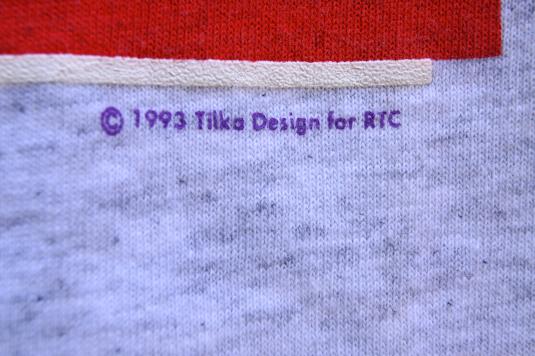 © 1993 Tilka Design for RTC